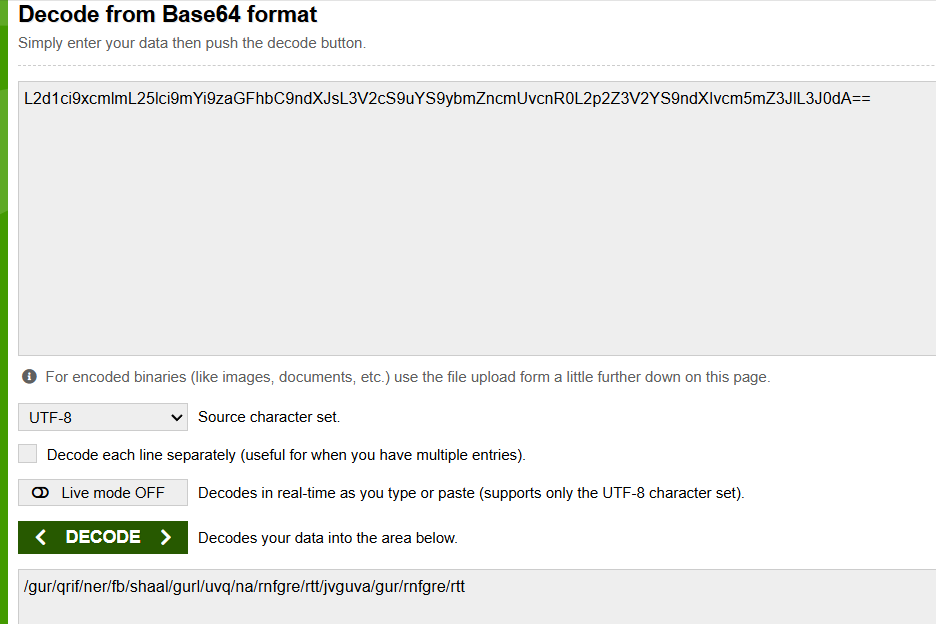 Decode from Base64 format
Simply enter your data then push the decode button.
L2d1ci9xcmlmL25lci9mYi9zaGFhbC9ndXJsL3V2cS9uYS9ybmZncmUvcnR0L2p2Z3V2YS9ndXIvcm5mZ3JlL3J0dA==
For encoded binaries (like images, documents, etc.) use the file upload form a little further down on this page.
UTF-8 Source character set.
Decode each line separately (useful for when you have multiple entries).
Live mode OFF Decodes in real-time as you type or paste (supports only the UTF-8 character set).
DECODE Decodes your data into the area below.
/gur/qrif/ner/fb/shaal/gurl/uvq/na/rnfgre/rtt/jvguva/gur/rnfgre/rtt